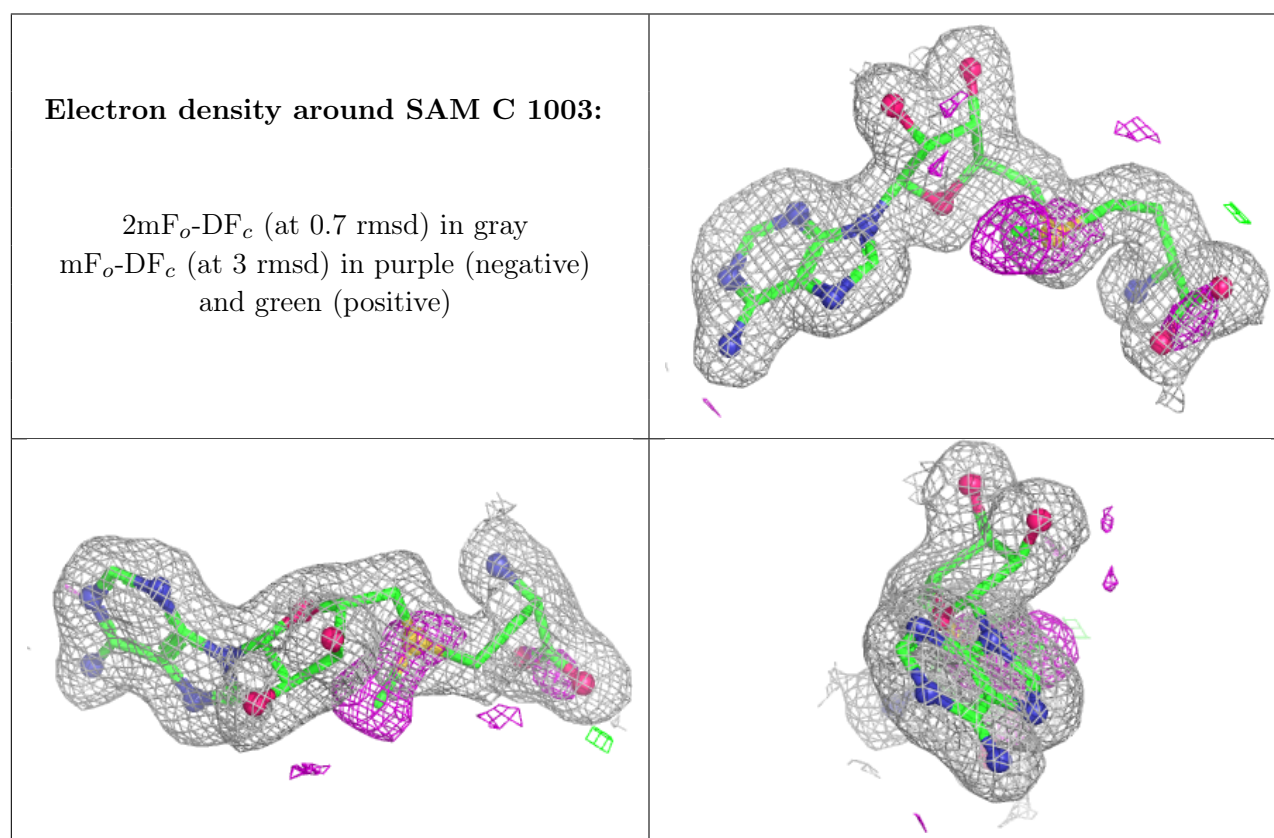 Electron density around SAM C 1003:
2mFo-DFc (at 0.7 rmsd) in gray
mFo-DFc (at 3 rmsd) in purple (negative)
and green (positive)